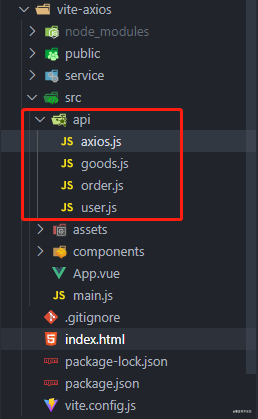 vite-axios
node_modules
public
service
src
api
JS axios.js
JS goods.js
JS order.js
JS user.js
assets
components
App.vue
JS main.js
.gitignore
index.html
package-lock.json
package.json
vite.config.js